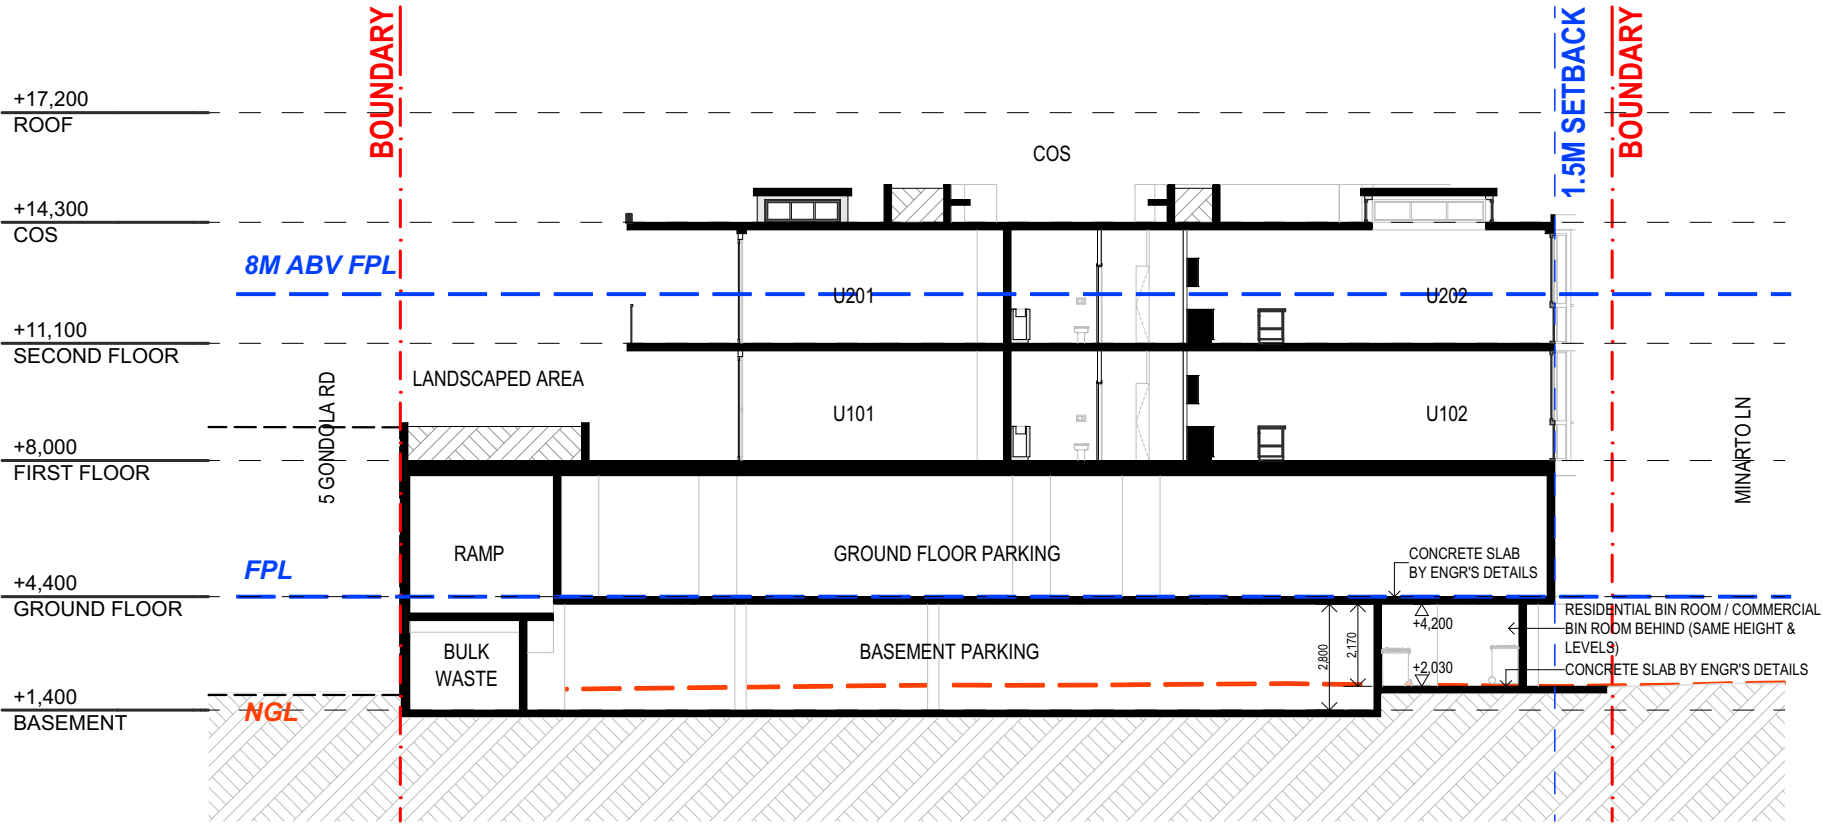 BOUNDARY
1.5M SETBACK
BOUNDARY
+17,200
ROOF
COS
+14,300
COS
8M ABV FPL
U201
U202
+11,100
SECOND FLOOR
LANDSCAPED AREA
U101
U102
5 GONDOLA RD
MINARTO LN
+8,000
FIRST FLOOR
RAMP
GROUND FLOOR PARKING
CONCRETE SLAB
BY ENGR'S DETAILS
FPL
+4,400
GROUND FLOOR
RESIDENTIAL BIN ROOM / COMMERCIAL
BIN ROOM BEHIND (SAME HEIGHT &
LEVELS)
+4,200
BULK
WASTE
BASEMENT PARKING
2,800
2,170
+2,030
CONCRETE SLAB BY ENGR'S DETAILS
+1,400
BASEMENT
NGL